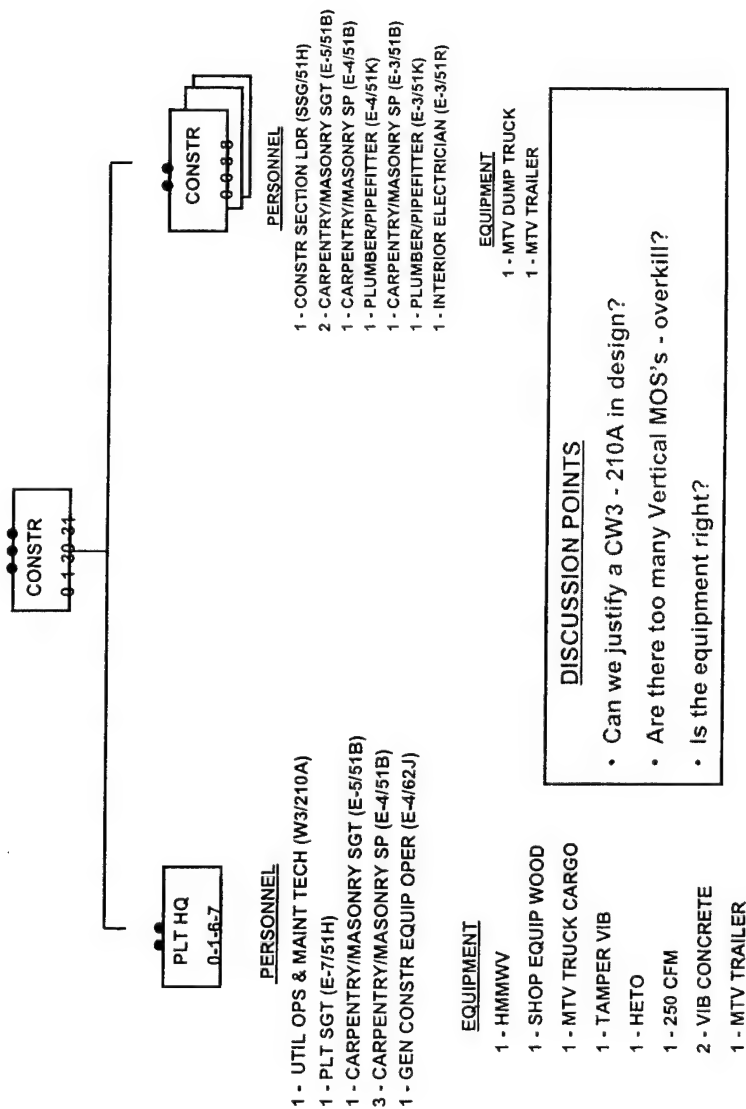 CONSTR
0-1-30-31
PLT HQ
0-1-6-7
PERSONNEL
1 - UTIL OPS & MAINT TECH (W3/210A)
1 - PLT SGT (E-7/51H)
1 - CARPENTRY/MASONRY SGT (E-5/51B)
3 - CARPENTRY/MASONRY SP (E-4/51B)
1 - GEN CONSTR EQUIP OPER (E-4/62J)
EQUIPMENT
1 - HMMWV
1 - SHOP EQUIP WOOD
1 - MTV TRUCK CARGO
1 - TAMPER VIB
1 - HETO
1 - 250 CFM
2 - VIB CONCRETE
1 - MTV TRAILER
CONSTR
0-0-8-8
PERSONNEL
1 - CONSTR SECTION LDR (SSG/51H)
2 - CARPENTRY/MASONRY SGT (E-5/51B)
1 - CARPENTRY/MASONRY SP (E-4/51B)
1 - PLUMBER/PIPEFITTER (E-4/51K)
1 - CARPENTRY/MASONRY SP (E-3/51B)
1 - PLUMBER/PIPEFITTER (E-3/51K)
1 - INTERIOR ELECTRICIAN (E-3/51R)
EQUIPMENT
1 - MTV DUMP TRUCK
1 - MTV TRAILER
DISCUSSION POINTS
• Can we justify a CW3 - 210A in design?
• Are there too many Vertical MOS's - overkill?
• Is the equipment right?